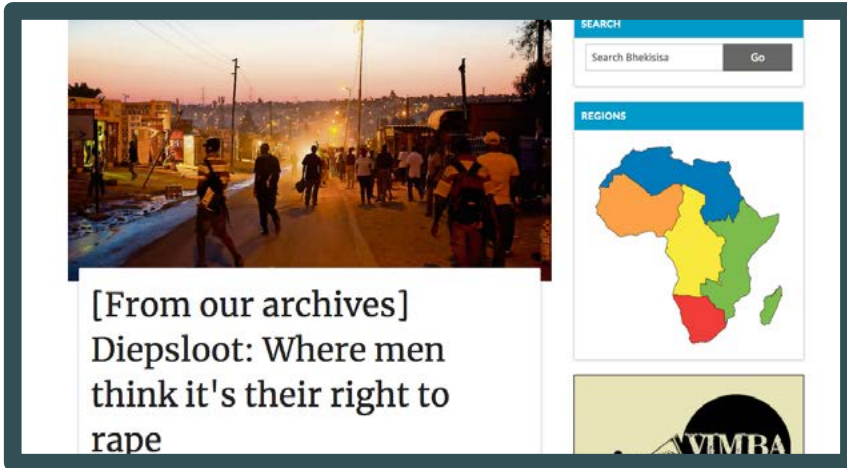 SEARCH
Search Bhekisisa
Go
REGIONS
[From our archives]
Diepsloot: Where men
think it's their right to
rape
VIMBA